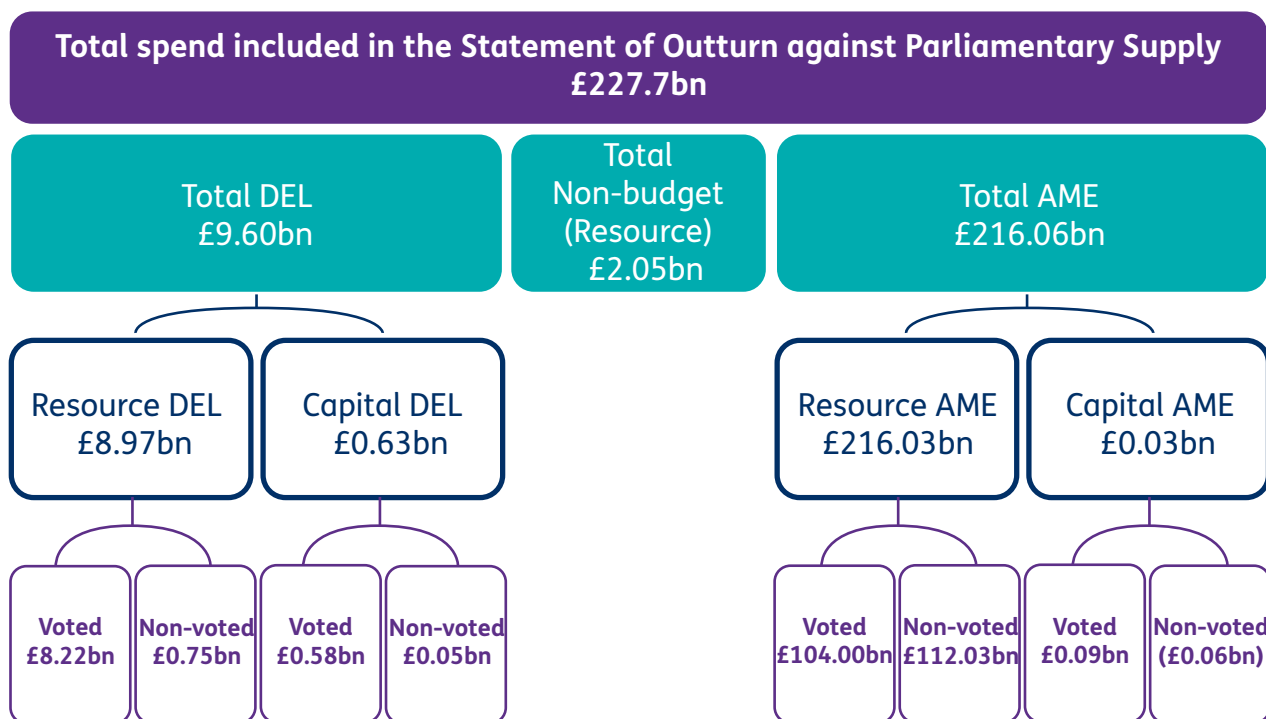 Total spend included in the Statement of Outturn against Parliamentary Supply
£227.7bn
Total DEL
£9.60bn
Total
Non-budget
(Resource)
£2.05bn
Total AME
£216.06bn
Resource DEL
£8.97bn
Capital DEL
£0.63bn
Resource AME
£216.03bn
Capital AME
£0.03bn
Voted
£8.22bn
Non-voted
£0.75bn
Voted
£0.58bn
Non-voted
£0.05bn
Voted
£104.00bn
Non-voted
£112.03bn
Voted
£0.09bn
Non-voted
(£0.06bn)